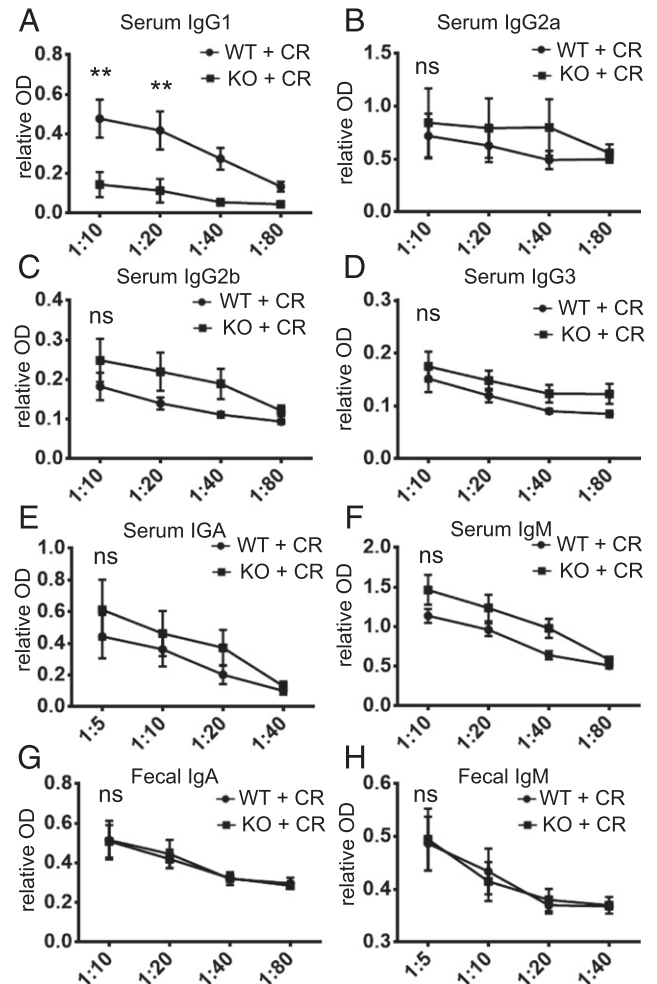 A
Serum IgG1
WT + CR
KO + CR
** **
relative OD
0.8
0.6
0.4
0.2
0.0
1:10 1:20 1:40 1:80
B
Serum IgG2a
WT + CR
KO + CR
ns
relative OD
1.5
1.0
0.5
0.0
1:10 1:20 1:40 1:80
C
Serum IgG2b
WT + CR
KO + CR
ns
relative OD
0.4
0.3
0.2
0.1
0.0
1:10 1:20 1:40 1:80
D
Serum IgG3
WT + CR
KO + CR
ns
relative OD
0.3
0.2
0.1
0.0
1:10 1:20 1:40 1:80
E
Serum IGA
WT + CR
KO + CR
ns
relative OD
1.0
0.8
0.6
0.4
0.2
0.0
1:5 1:10 1:20 1:40
F
Serum IgM
WT + CR
KO + CR
ns
relative OD
2.0
1.5
1.0
0.5
0.0
1:10 1:20 1:40 1:80
G
Fecal IgA
WT + CR
KO + CR
ns
relative OD
0.8
0.6
0.4
0.2
0.0
1:10 1:20 1:40 1:80
H
Fecal IgM
WT + CR
KO + CR
ns
relative OD
0.6
0.5
0.4
0.3
1:5 1:10 1:20 1:40